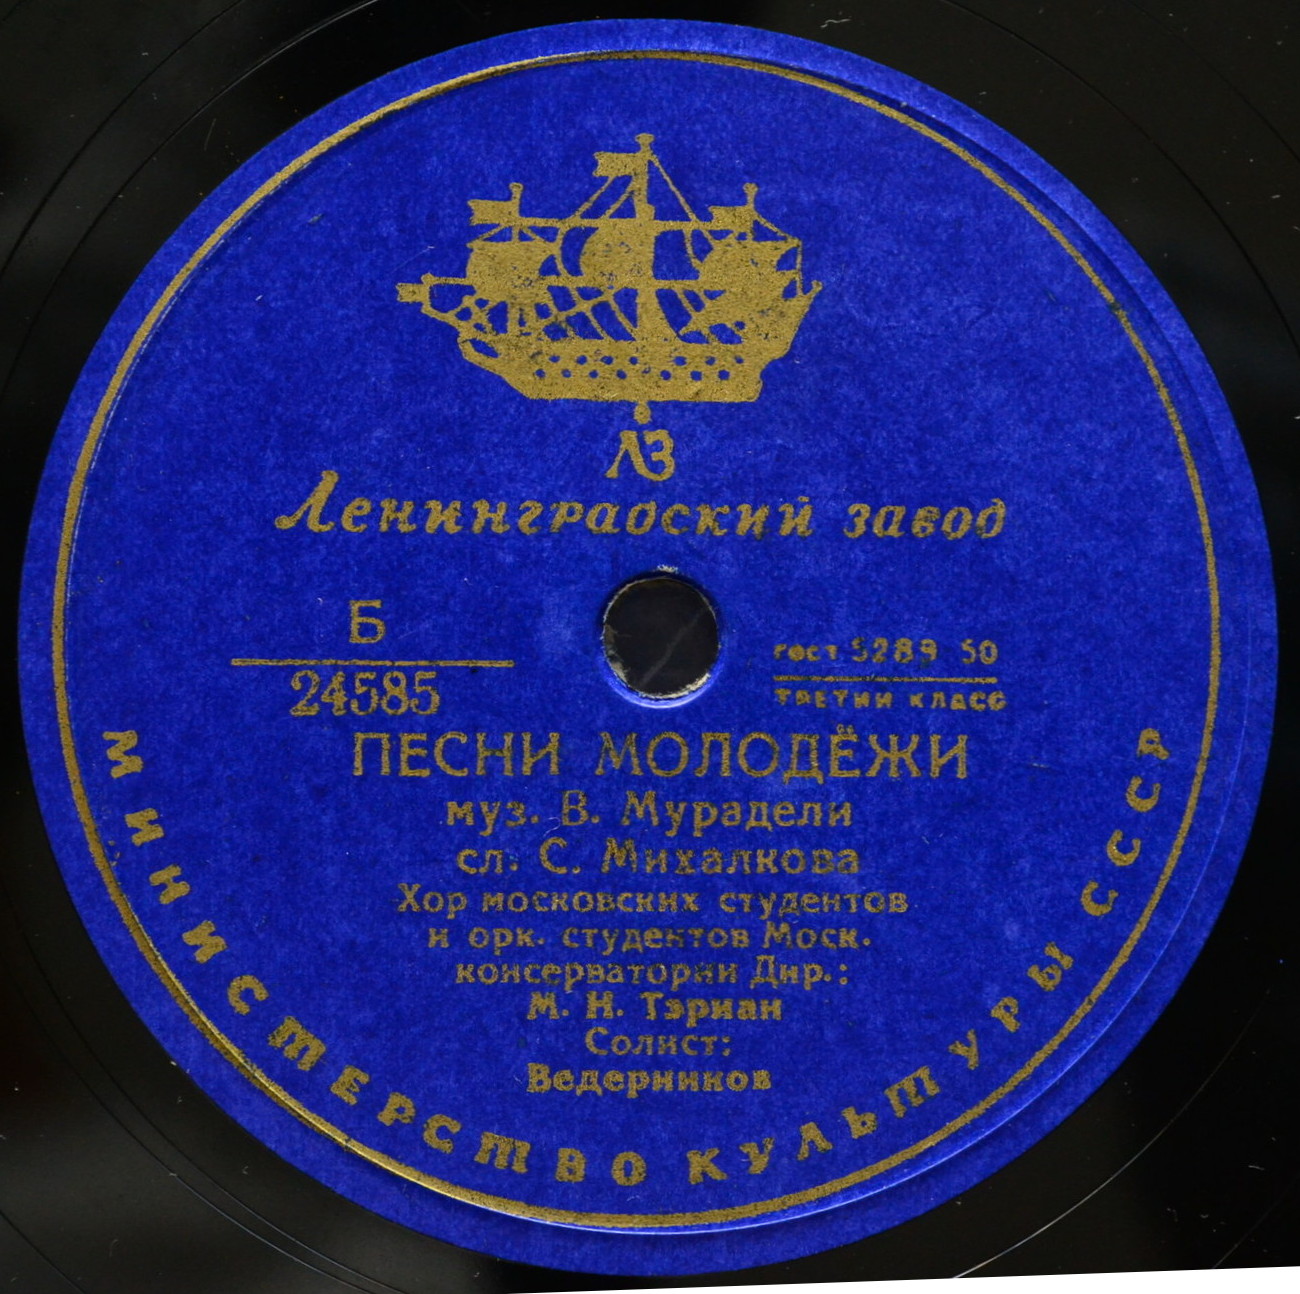 ЛЗ
Ленинградский завод
Б
24585
гост 5289 50
ТРЕТИЙ КЛАСС
ПЕСНИ МОЛОДЁЖИ
муз. В. Мурадели
сл. С. Михалкова
Хор московских студентов
и орк. студентов Моск.
консерватории Дир.:
М. Н. Тэриан
Солист:
Ведерников
МИНИСТЕРСТВО КУЛЬТУРЫ СССР